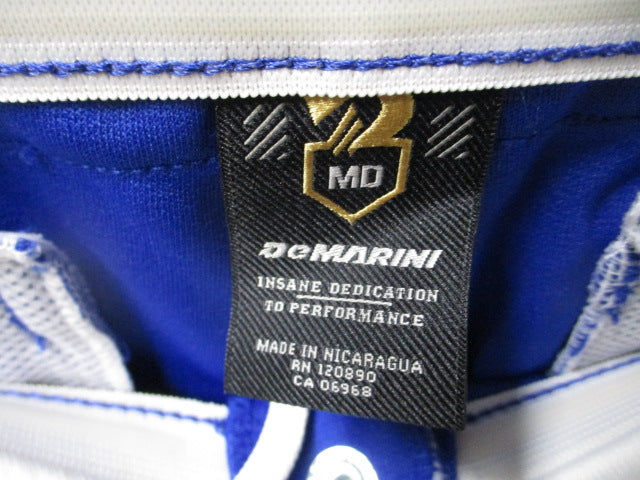 MD
DeMARINI
INSANE DEDICATION
TO PERFORMANCE
MADE IN NICARAGUA
RN 120890
CA 06968